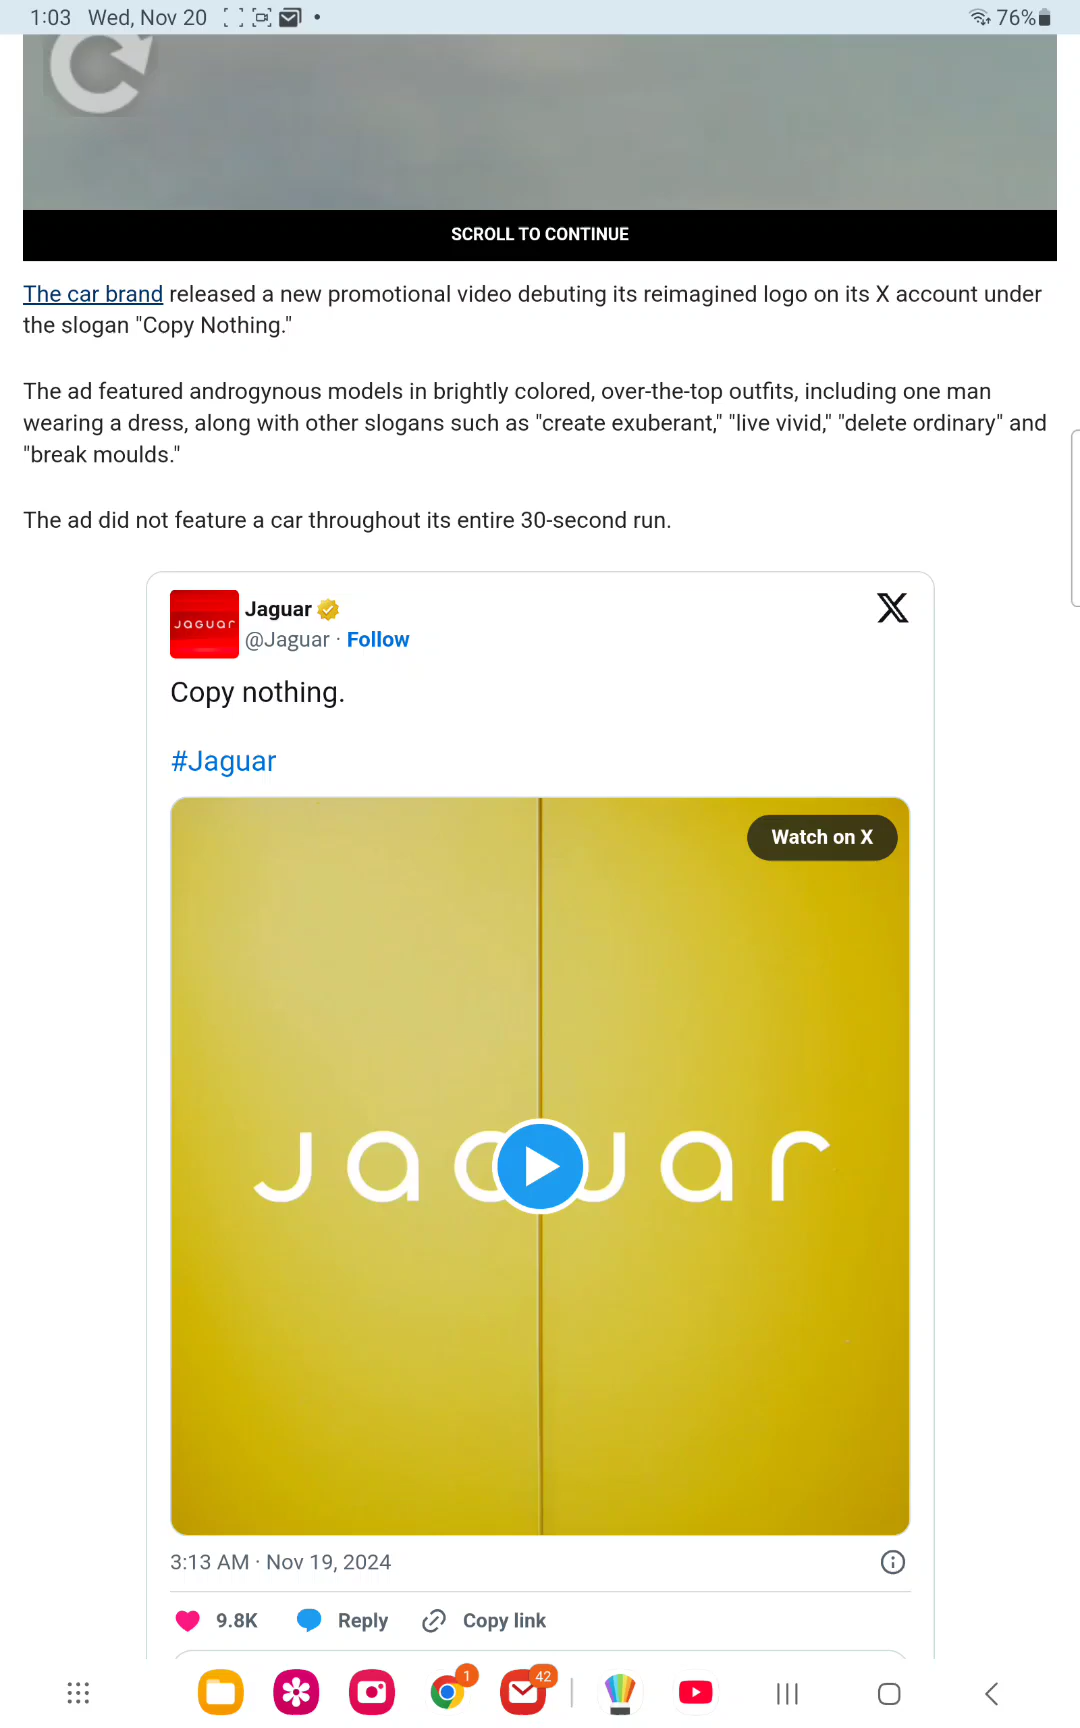 1:03 Wed, Nov 20
76%
SCROLL TO CONTINUE
The car brand released a new promotional video debuting its reimagined logo on its X account under
the slogan "Copy Nothing."
The ad featured androgynous models in brightly colored, over-the-top outfits, including one man
wearing a dress, along with other slogans such as "create exuberant," "live vivid," "delete ordinary" and
"break moulds."
The ad did not feature a car throughout its entire 30-second run.
JaGUar
Jaguar
@Jaguar · Follow
Copy nothing.
#Jaguar
Watch on X
JaGUar
3:13 AM · Nov 19, 2024
9.8K Reply Copy link
1
42